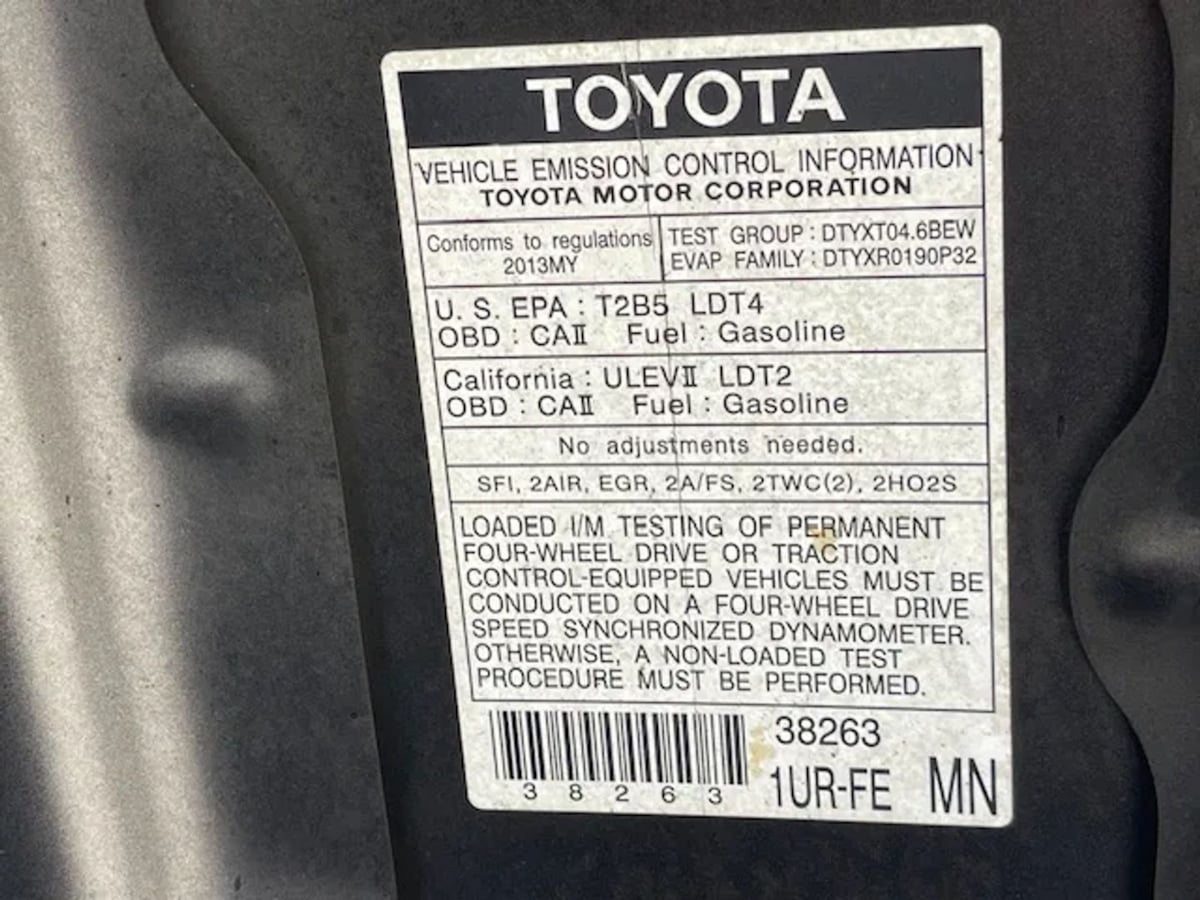 TOYOTA
VEHICLE EMISSION CONTROL INFORMATION
TOYOTA MOTOR CORPORATION
Conforms to regulations
2013MY
TEST GROUP : DTYXT04.6BEW
EVAP FAMILY : DTYXR0190P32
U. S. EPA : T2B5 LDT4
OBD : CAⅡ Fuel : Gasoline
California : ULEVⅡ LDT2
OBD : CAⅡ Fuel : Gasoline
No adjustments needed.
SFI, 2AIR, EGR, 2A/FS, 2TWC(2), 2HO2S
LOADED I/M TESTING OF PERMANENT
FOUR-WHEEL DRIVE OR TRACTION
CONTROL-EQUIPPED VEHICLES MUST BE
CONDUCTED ON A FOUR-WHEEL DRIVE
SPEED SYNCHRONIZED DYNAMOMETER.
OTHERWISE, A NON-LOADED TEST
PROCEDURE MUST BE PERFORMED.
3 8 2 6 3
38263
1UR-FE MN